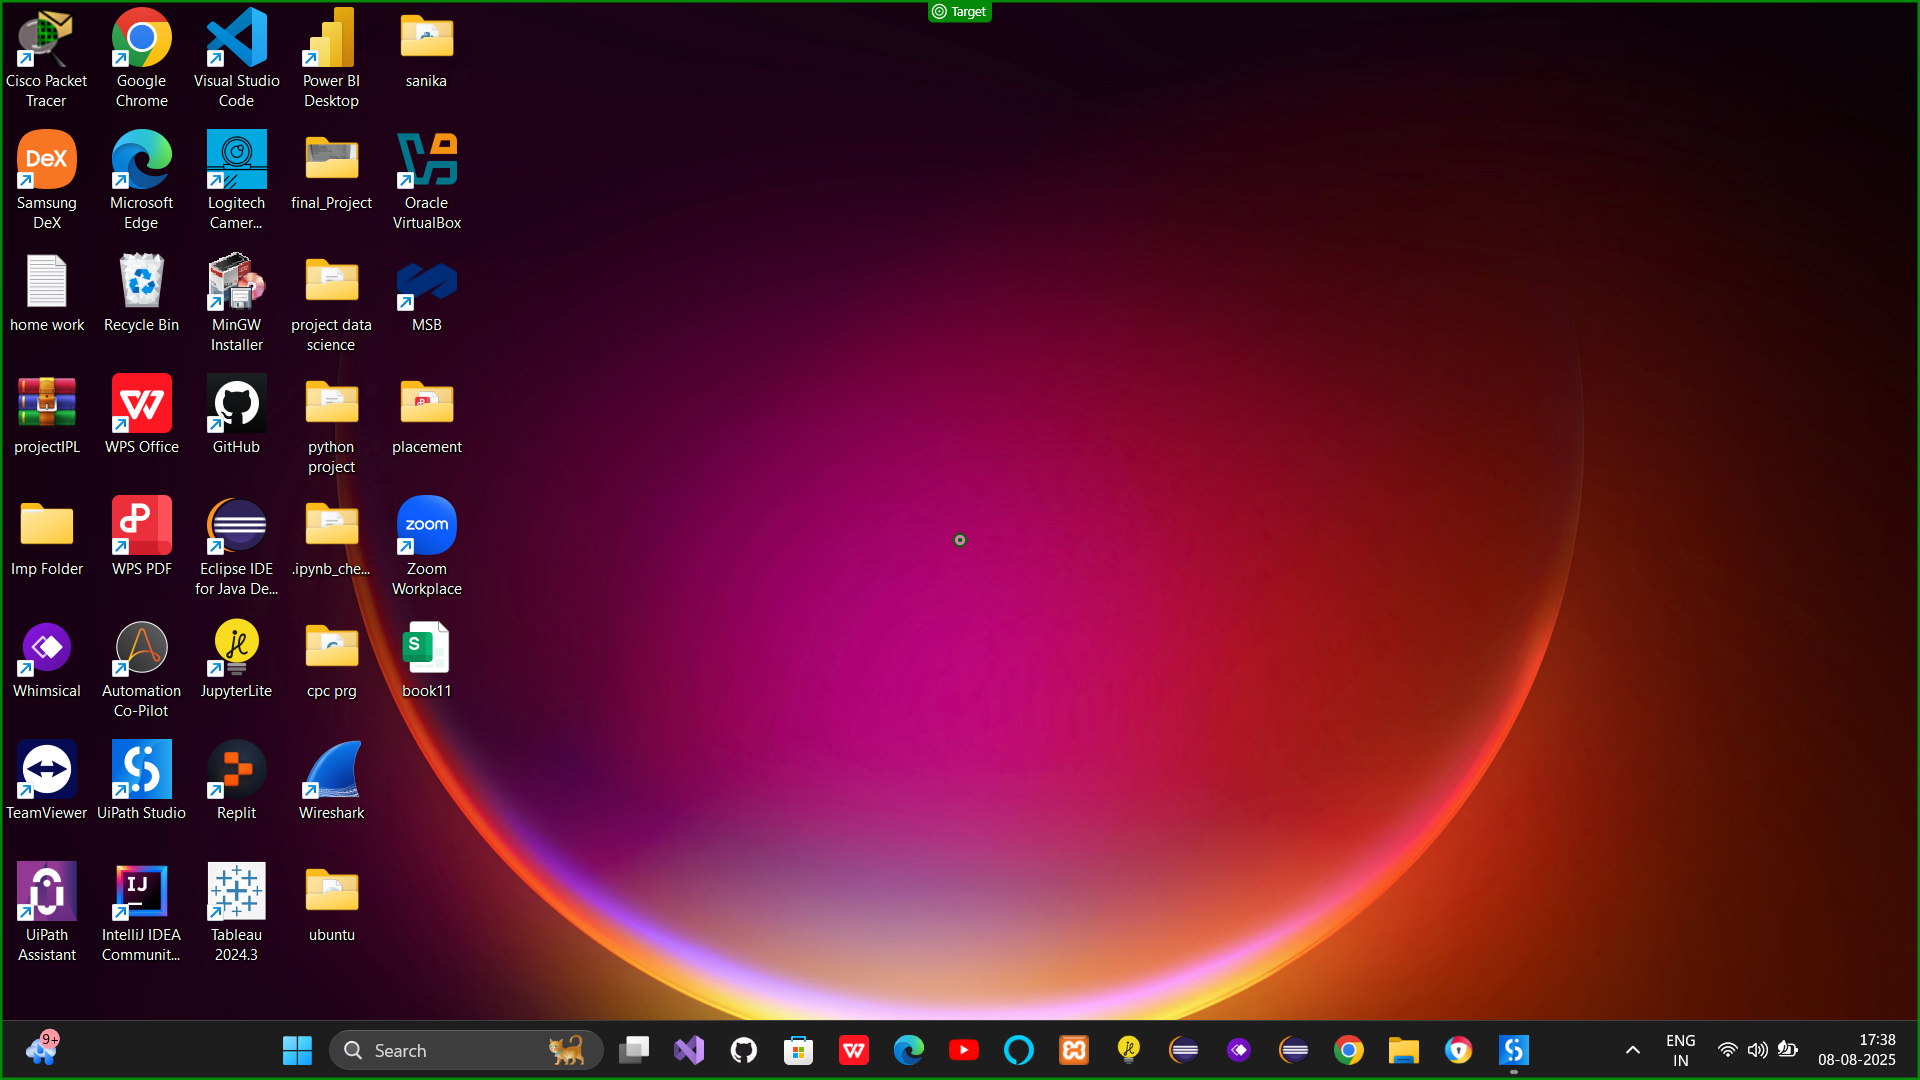 Target
Cisco Packet
Tracer
Google
Chrome
Visual Studio
Code
Power BI
Desktop
sanika
DeX
Samsung
DeX
Microsoft
Edge
Logitech
Camer...
final_Project
Oracle
VirtualBox
home work
Recycle Bin
MinGW
Installer
project data
science
MSB
projectIPL
WPS Office
GitHub
python
project
placement
Imp Folder
WPS PDF
Eclipse IDE
for Java De...
.ipynb_che...
zoom
Zoom
Workplace
Whimsical
Automation
Co-Pilot
jl
JupyterLite
cpc prg
S
book11
TeamViewer
UiPath Studio
Replit
Wireshark
UiPath
Assistant
IJ
IntelliJ IDEA
Communit...
Tableau
2024.3
ubuntu
9+
Search
ENG
IN
17:38
08-08-2025